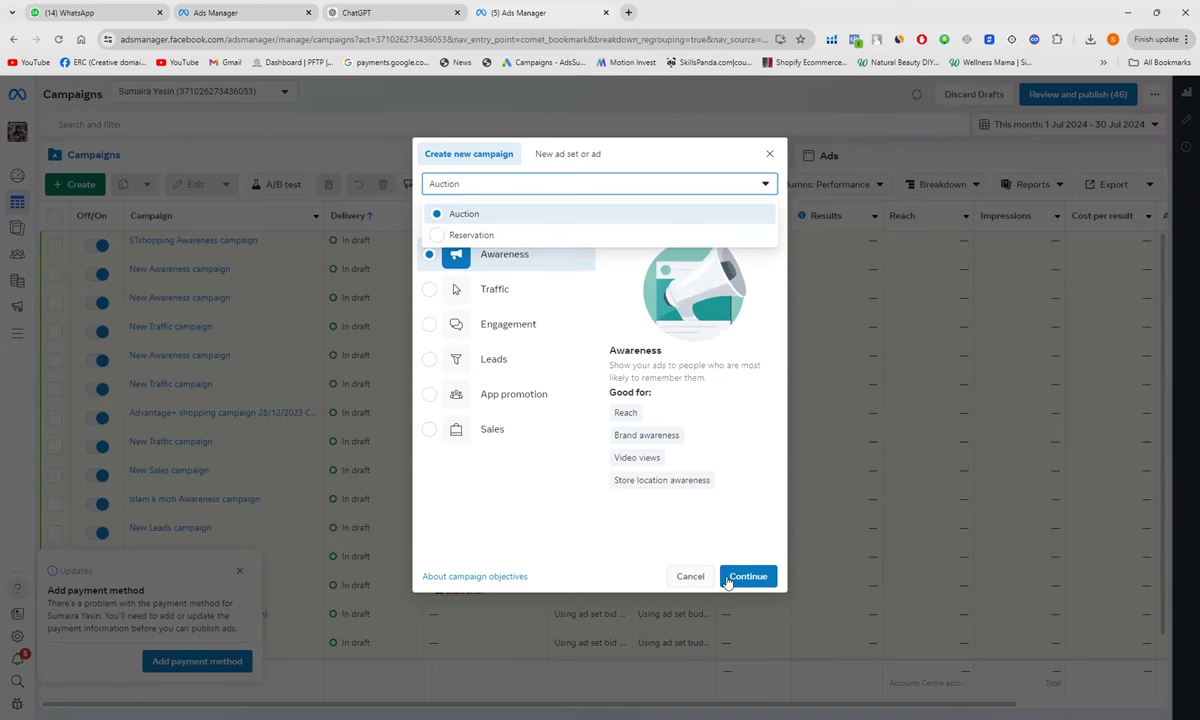 (14) WhatsApp
Ads Manager
ChatGPT
(5) Ads Manager
adsmanager.facebook.com/adsmanager/manage/campaigns?act=371026273436053&nav_entry_point=comet_bookmark&breakdown_regrouping=true&nav_source=...
Finish update
YouTube
ERC (Creative domai...
YouTube
Gmail
Dashboard | PFTP |...
payments.google.co...
News
Campaigns - AdsSu...
Motion Invest
SkillsPanda.com|cou...
Shopify Ecommerce...
Natural Beauty DIY...
Wellness Mama | Si...
All Bookmarks
Campaigns
Sumaira Yasin (371026273436053)
Discard Drafts
Review and publish (46)
Search and filter
This month: 1 Jul 2024 - 30 Jul 2024
Campaigns
Ads
+ Create
Edit
A/B test
Columns: Performance
Breakdown
Reports
Export
Off/On
Campaign
Delivery
Results
Reach
Impressions
Cost per result
STshopping Awareness campaign
In draft
New Awareness campaign
In draft
New Awareness campaign
In draft
New Traffic campaign
In draft
New Awareness campaign
In draft
New Traffic campaign
In draft
Advantage+ shopping campaign 28/12/2023 C...
In draft
New Traffic campaign
In draft
New Sales campaign
In draft
Islam k moti Awareness campaign
In draft
New Leads campaign
In draft
In draft
In draft
In draft
Using ad set bid ...
Using ad set bud...
In draft
Using ad set bid ...
Using ad set bud...
Accounts Centre acco...
Total
Create new campaign
New ad set or ad
Auction
Auction
Reservation
Awareness
Traffic
Engagement
Leads
App promotion
Sales
Awareness
Show your ads to people who are most
likely to remember them.
Good for:
Reach
Brand awareness
Video views
Store location awareness
About campaign objectives
Cancel
Continue
Updates
Add payment method
There's a problem with the payment method for
Sumaira Yasin. You'll need to add or update the
payment information before you can publish ads.
Add payment method
5